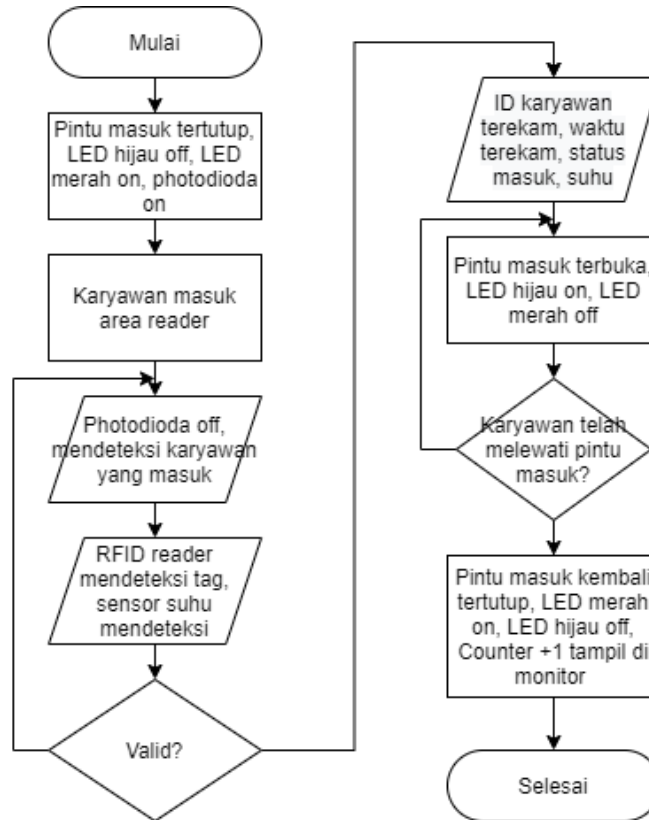 Mulai
Pintu masuk tertutup,
LED hijau off, LED
merah on, photodioda
on
Karyawan masuk
area reader
Photodioda off,
mendeteksi karyawan
yang masuk
RFID reader
mendeteksi tag,
sensor suhu
mendeteksi
Valid?
ID karyawan
terekam, waktu
terekam, status
masuk, suhu
Pintu masuk terbuka,
LED hijau on, LED
merah off
Karyawan telah
melewati pintu
masuk?
Pintu masuk kembali
tertutup, LED merah
on, LED hijau off,
Counter +1 tampil di
monitor
Selesai